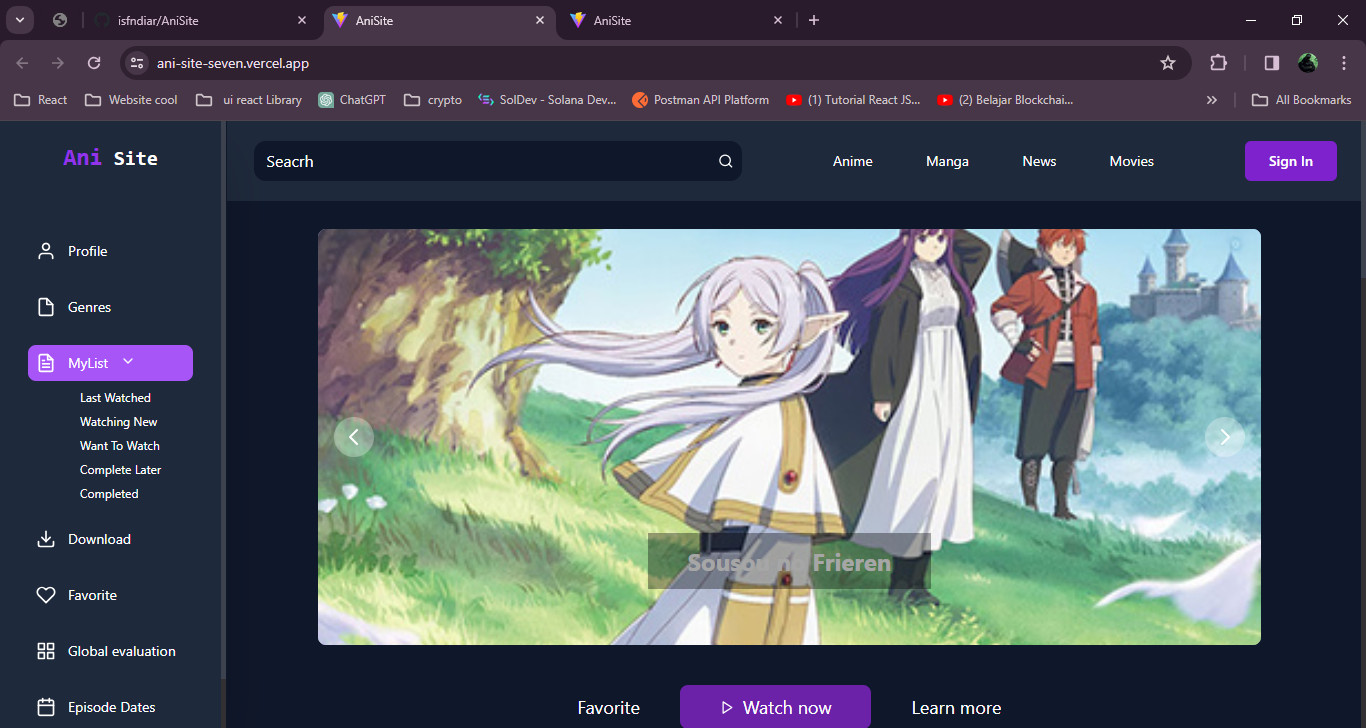 isfndiar/AniSite
AniSite
AniSite
ani-site-seven.vercel.app
React
Website cool
ui react Library
ChatGPT
crypto
SolDev - Solana Dev...
Postman API Platform
(1) Tutorial React JS...
(2) Belajar Blockchai...
All Bookmarks
Ani Site
Seacrh
Anime
Manga
News
Movies
Sign In
Profile
Genres
MyList
Last Watched
Watching New
Want To Watch
Complete Later
Completed
Download
Favorite
Global evaluation
Episode Dates
Sousou no Frieren
Favorite
Watch now
Learn more